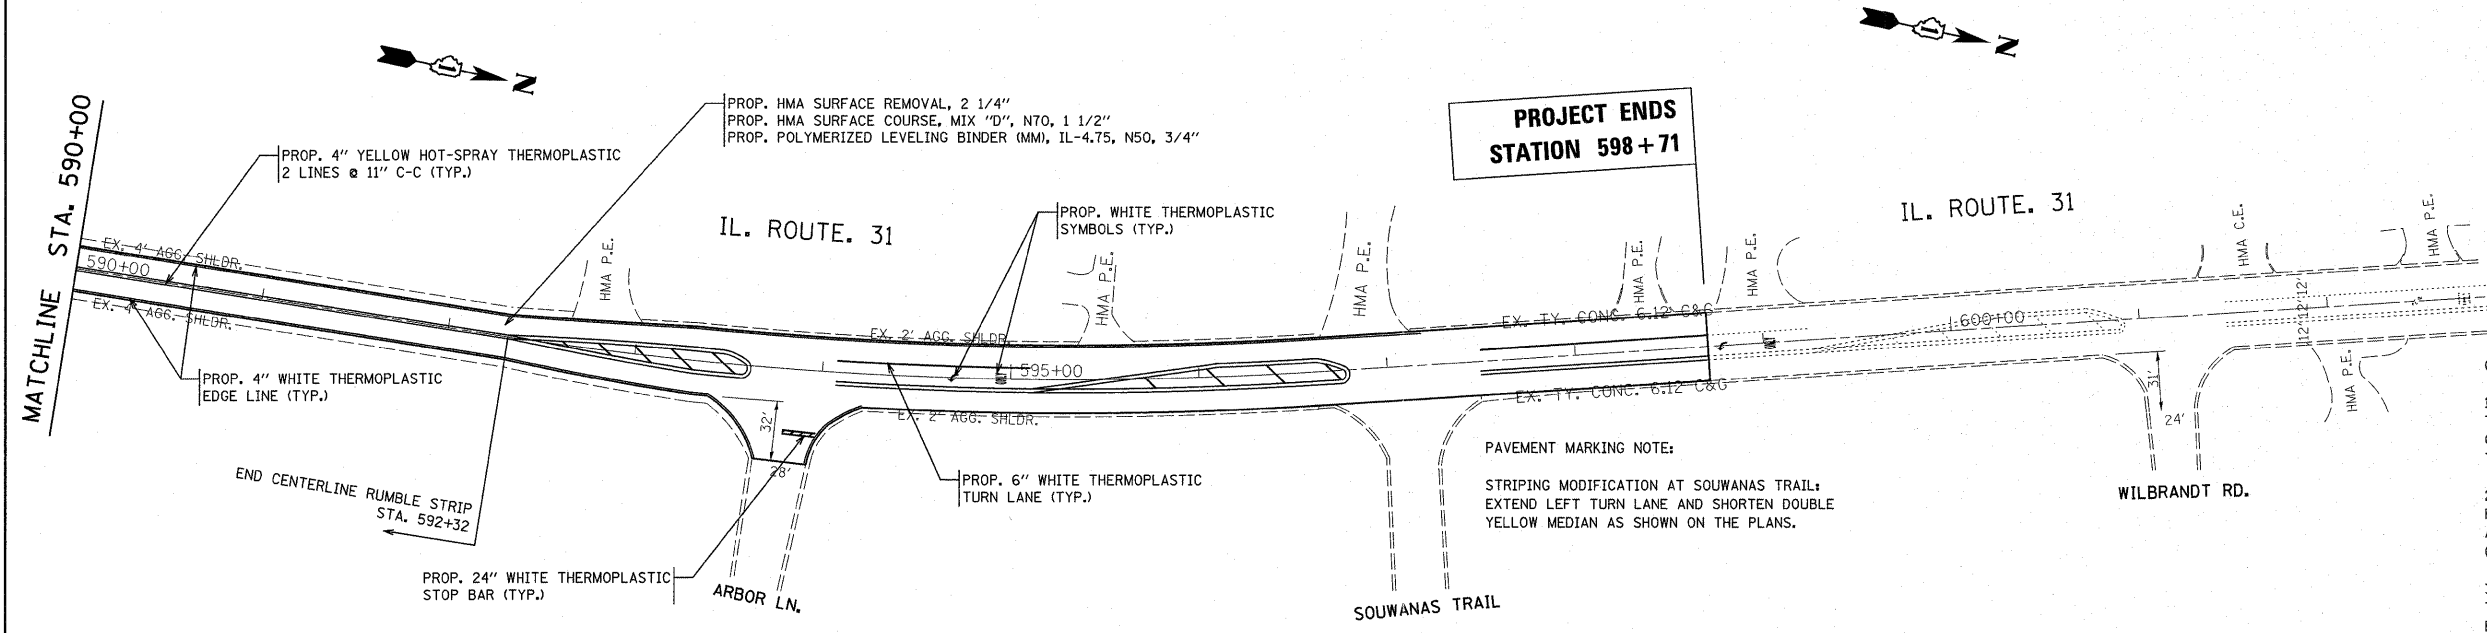 N
N
MATCHLINE STA. 590+00
PROP. HMA SURFACE REMOVAL, 2 1/4"
PROP. HMA SURFACE COURSE, MIX "D", N70, 1 1/2"
PROP. POLYMERIZED LEVELING BINDER (MM), IL-4.75, N50, 3/4"
PROJECT ENDS
STATION 598+71
PROP. 4" YELLOW HOT-SPRAY THERMOPLASTIC
2 LINES @ 11" C-C (TYP.)
PROP. WHITE THERMOPLASTIC
SYMBOLS (TYP.)
IL. ROUTE. 31
IL. ROUTE. 31
EX. 4' AGG. SHLDR.
590+00
EX. 4' AGG. SHLDR.
HMA P.E.
HMA P.E.
HMA P.E.
HMA P.E.
HMA P.E.
HMA C.E.
HMA P.E.
EX. 2' AGG. SHLDR.
EX. TY. CONC. 6.12 C&G
600+00
12' 12' 12'
595+00
PROP. 4" WHITE THERMOPLASTIC
EDGE LINE (TYP.)
EX. TY. CONC. 6.12 C&G
EX. 2' AGG. SHLDR.
32'
28'
31'
24'
HMA P.E.
PAVEMENT MARKING NOTE:
STRIPING MODIFICATION AT SOUWANAS TRAIL:
EXTEND LEFT TURN LANE AND SHORTEN DOUBLE
YELLOW MEDIAN AS SHOWN ON THE PLANS.
PROP. 6" WHITE THERMOPLASTIC
TURN LANE (TYP.)
END CENTERLINE RUMBLE STRIP
STA. 592+32
WILBRANDT RD.
PROP. 24" WHITE THERMOPLASTIC
STOP BAR (TYP.)
ARBOR LN.
SOUWANAS TRAIL